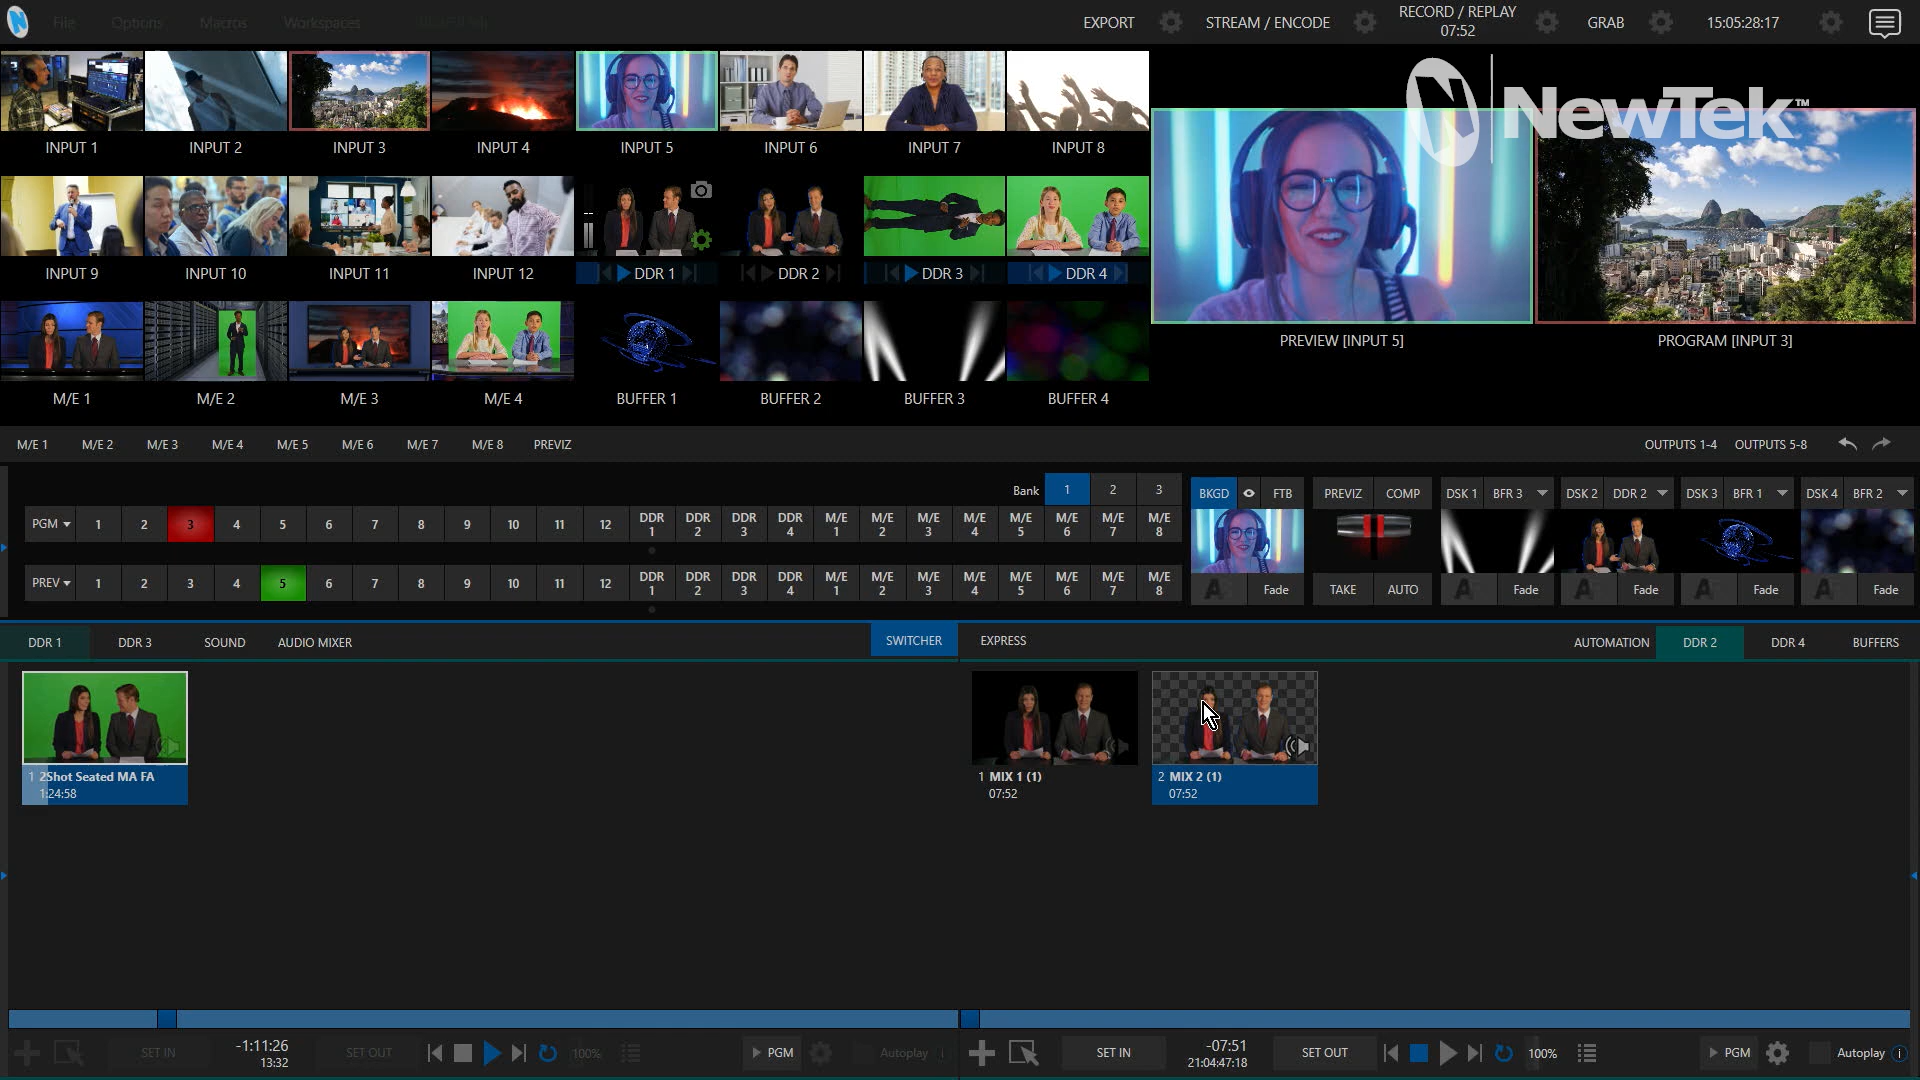 File Options Macros Workspaces
EXPORT STREAM / ENCODE RECORD / REPLAY GRAB 15:05:28:17
07:52
NewTek™
INPUT 1 INPUT 2 INPUT 3 INPUT 4 INPUT 5 INPUT 6 INPUT 7 INPUT 8
INPUT 9 INPUT 10 INPUT 11 INPUT 12 DDR 1 DDR 2 DDR 3 DDR 4
PREVIEW [INPUT 5] PROGRAM [INPUT 3]
M/E 1 M/E 2 M/E 3 M/E 4 BUFFER 1 BUFFER 2 BUFFER 3 BUFFER 4
M/E 1 M/E 2 M/E 3 M/E 4 M/E 5 M/E 6 M/E 7 M/E 8 PREVIZ OUTPUTS 1-4 OUTPUTS 5-8
Bank 1 2 3
PGM 1 2 3 4 5 6 7 8 9 10 11 12 DDR 1 DDR 2 DDR 3 DDR 4 M/E 1 M/E 2 M/E 3 M/E 4 M/E 5 M/E 6 M/E 7 M/E 8
PREV 1 2 3 4 5 6 7 8 9 10 11 12 DDR 1 DDR 2 DDR 3 DDR 4 M/E 1 M/E 2 M/E 3 M/E 4 M/E 5 M/E 6 M/E 7 M/E 8
BKGD FTB PREVIZ COMP DSK 1 BFR 3 DSK 2 DDR 2 DSK 3 BFR 1 DSK 4 BFR 2
Fade TAKE AUTO Fade Fade Fade Fade
DDR 1 DDR 3 SOUND AUDIO MIXER SWITCHER EXPRESS AUTOMATION DDR 2 DDR 4 BUFFERS
1 2Shot Seated MA FA
1:24:58
1 MIX 1 (1)
07:52
2 MIX 2 (1)
07:52
SET IN -1:11:26 SET OUT 100% PGM Autoplay
13:32
SET IN -07:51 SET OUT 100% PGM Autoplay i
21:04:47:18